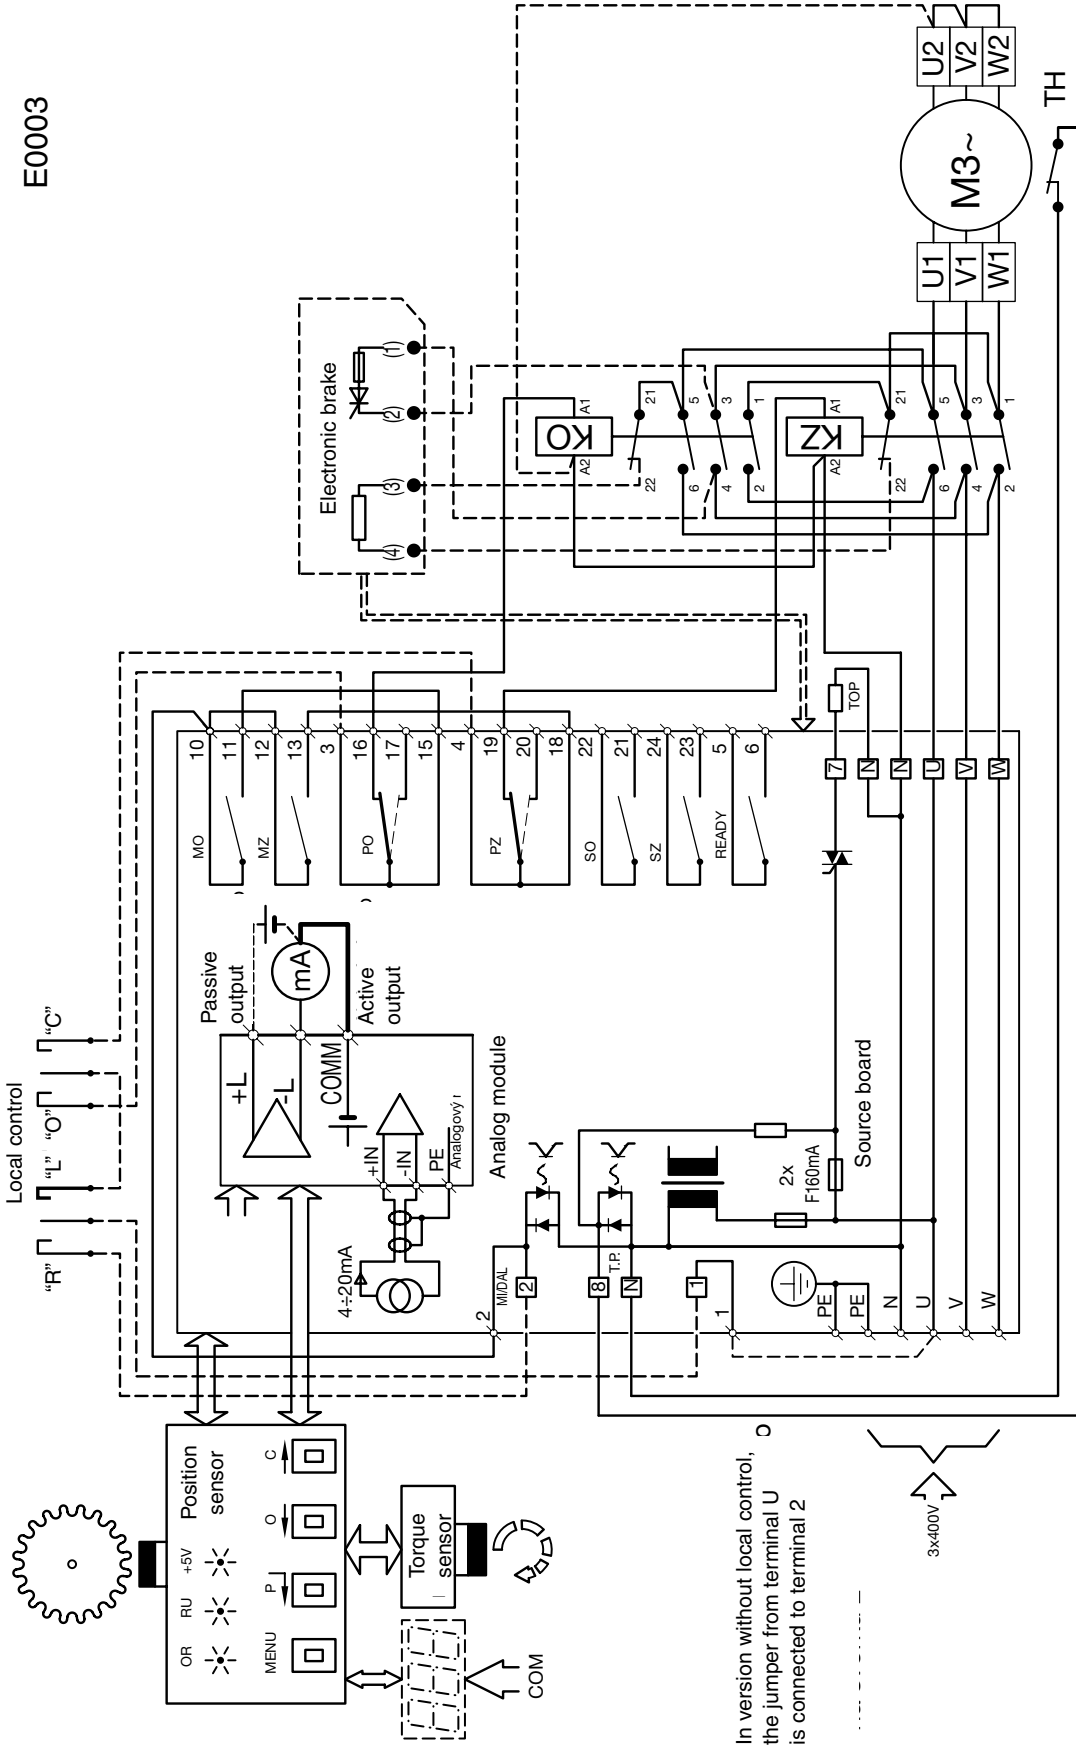 E0003
Local control
"R"
"L"
"O"
"C"
Position
sensor
+5V
RU
OR
MENU
P
O
C
Torque
sensor
COM
In version without local control,
the jumper from terminal U
is connected to terminal 2
3x400V
4÷20mA
Passive
output
mA
Active
output
+L
-L
COMM
+IN
-IN
PE
Analogový
Analog module
2
MI/DAL
2
8
T.P.
N
1
1
PE
PE
N
U
V
W
2x
F160mA
Source board
MO
MZ
PO
PZ
SO
SZ
READY
10
11
12
13
3
16
17
15
4
19
20
18
22
21
24
23
5
6
7
N
N
U
V
W
TOP
Electronic brake
(4)
(3)
(2)
(1)
KO
A2
A1
22
21
6
5
4
3
2
1
KZ
A2
A1
22
21
6
5
4
3
2
1
U1
V1
W1
M3~
U2
V2
W2
TH